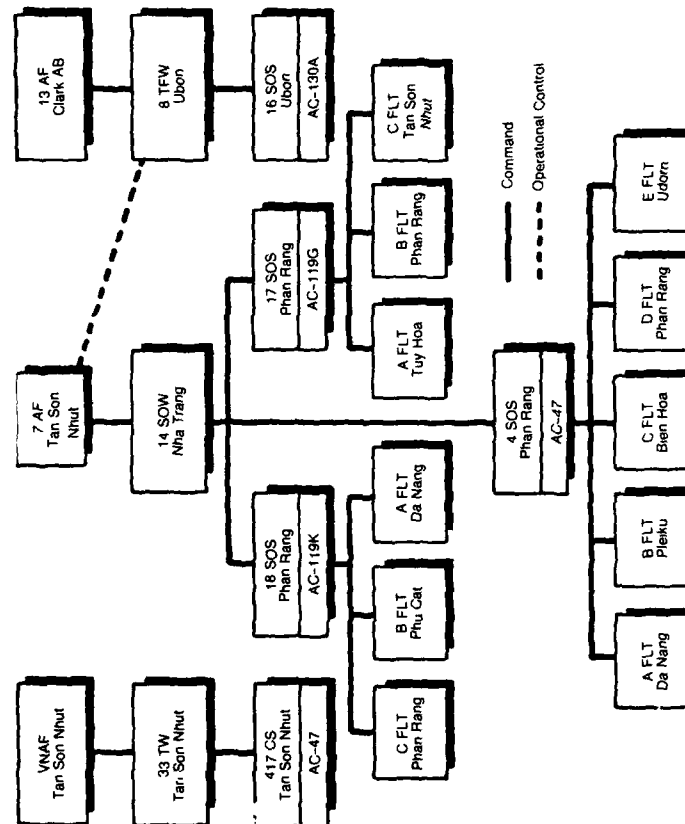 VNAF
Tan Son Nhut
33 TW
Tan Son Nhut
417 CS
Tan Son Nhut
AC-47
7 AF
Tan Son
Nhut
14 SOW
Nha Trang
18 SOS
Phan Rang
AC-119K
C FLT
Phan Rang
B FLT
Phu Cat
A FLT
Da Nang
17 SOS
Phan Rang
AC-119G
A FLT
Tuy Hoa
B FLT
Phan Rang
C FLT
Tan Son
Nhut
13 AF
Clark AB
8 TFW
Ubon
16 SOS
Ubon
AC-130A
4 SOS
Phan Rang
AC-47
A FLT
Da Nang
B FLT
Pleiku
C FLT
Bien Hoa
D FLT
Phan Rang
E FLT
Udorn
Command
Operational Control